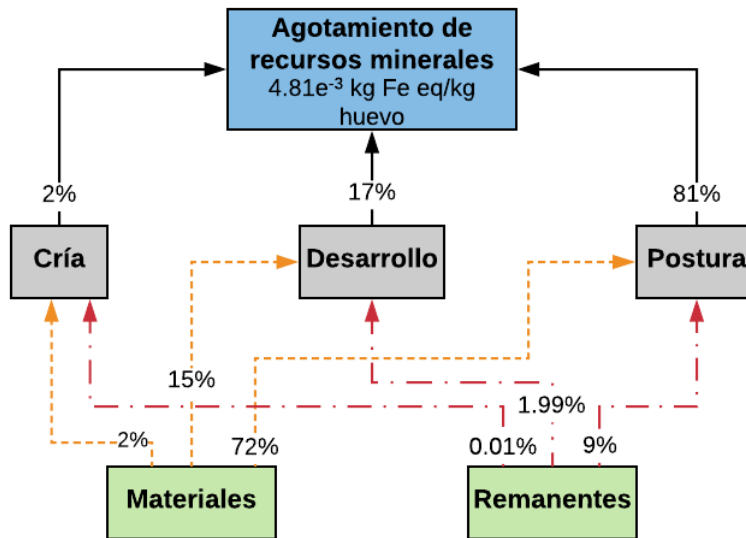 Agotamiento de
recursos minerales
4.81e⁻³ kg Fe eq/kg
huevo
2%
17%
81%
Cría
Desarrollo
Postura
15%
1.99%
2%
72%
0.01%
9%
Materiales
Remanentes